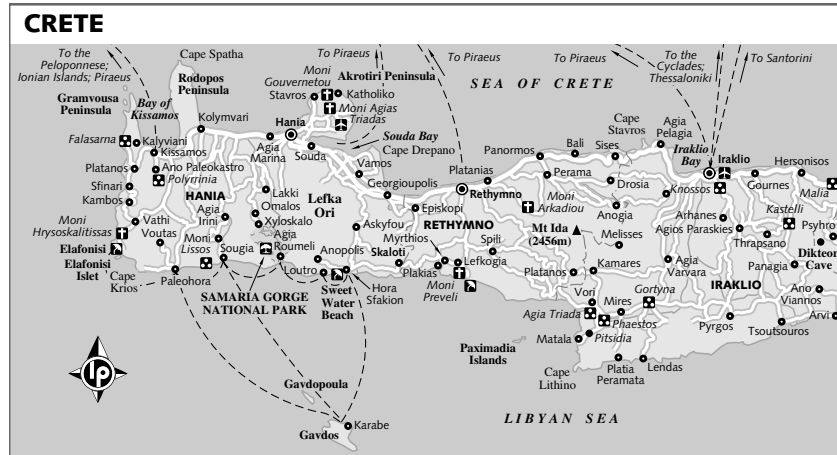 CRETE
To the
Peloponnese;
Ionian Islands; Piraeus
Cape Spatha
To Piraeus
To Piraeus
To Piraeus
To the
Cyclades; Thessaloniki
To Santorini
Rodopos
Peninsula
Moni
Gouvernetou
Akrotiri Peninsula
SEA OF CRETE
Gramvousa
Peninsula
Bay of
Kissamos
Stavros
Katholiko
Moni Agias
Triadas
Kolymvari
Hania
Cape
Stavros
Agia
Pelagia
Falasarna
Kalyviani
Kissamos
Agia
Marina
Souda
Souda Bay
Cape Drepano
Panormos
Bali
Sises
Iraklio
Bay
Iraklio
Platanos
Ano Paleokastro
Polyrrinia
Vamos
Platanias
Hersonisos
Sfinari
HANIA
Lakki
Lefka
Ori
Georgioupolis
Rethymno
Perama
Drosia
Knossos
Gournes
Malia
Kambos
Omalos
Episkopi
Moni
Arkadiou
Anogia
Arhanes
Kastelli
Moni
Hrysoskalitissas
Vathi
Agia
Irini
Xyloskalo
Askyfou
RETHYMNO
Mt Ida
(2456m)
Agios Paraskies
Psyhro
Voutas
Moni
Lissos
Agia
Roumeli
Anopolis
Myrthios
Spili
Melisses
Thrapsano
Dikteon
Cave
Elafonisi
Elafonisi
Islet
Sougia
Skaloti
Lefkogia
Platanos
Kamares
Agia
Varvara
Panagia
Cape
Krios
Paleohora
Loutro
Plakias
Moni
Preveli
Vori
IRAKLIO
Ano
Viannos
SAMARIA GORGE
NATIONAL PARK
Sweet
Water
Beach
Hora
Sfakion
Mires
Gortyna
Agia Triada
Phaestos
Pyrgos
Tsoutsouros
Arvi
Pitsidia
Matala
Paximadia
Islands
Cape
Lithino
Platia
Peramata
Lendas
lp
Gavdopoula
Gavdos
Karabe
LIBYAN SEA